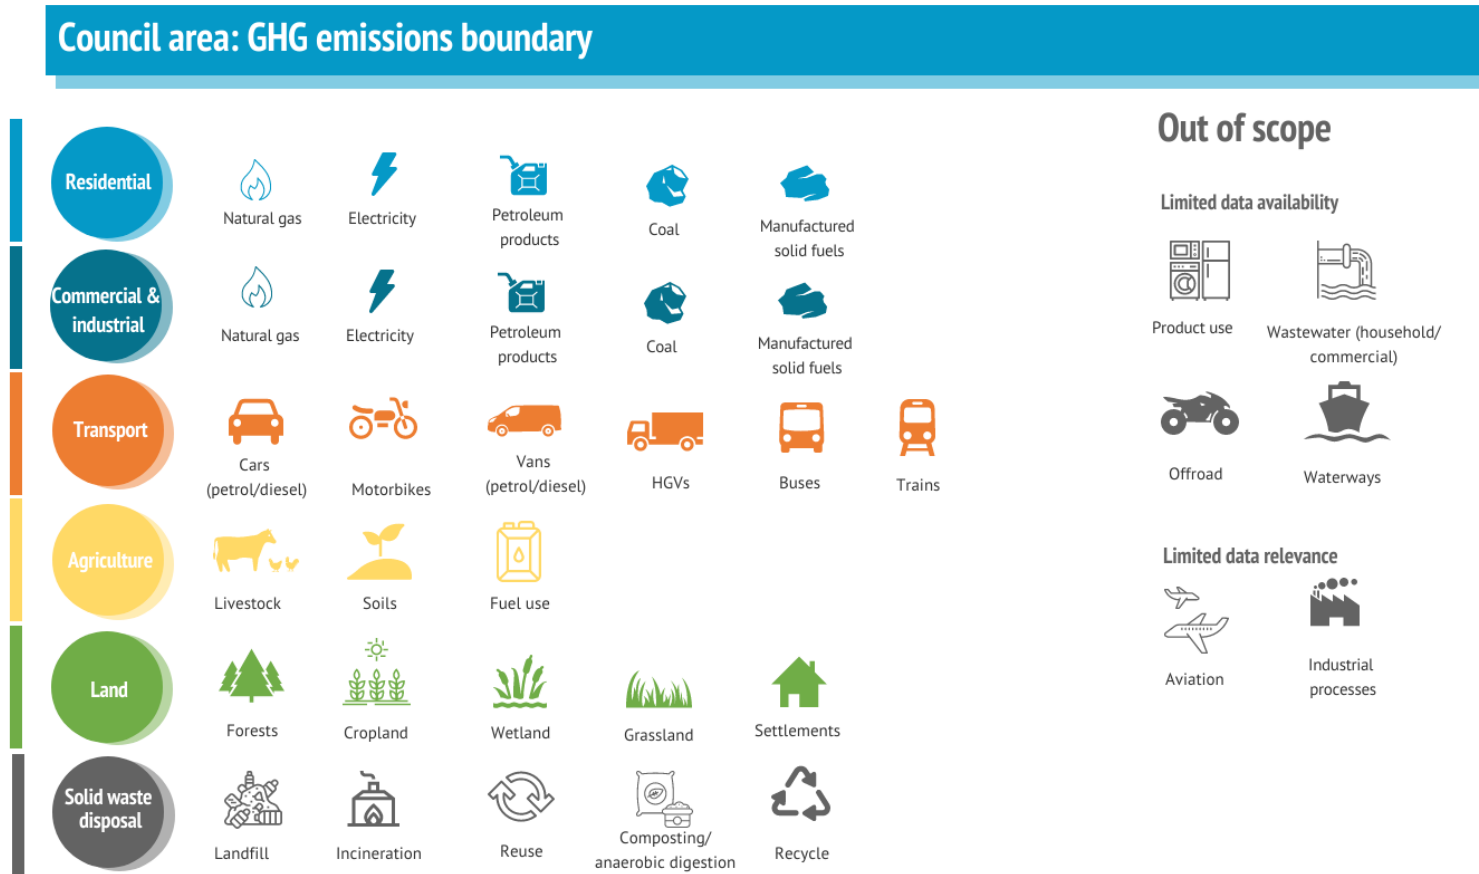 Council area: GHG emissions boundary
Out of scope
Residential
Natural gas
Electricity
Petroleum
products
Coal
Manufactured
solid fuels
Commercial &
industrial
Natural gas
Electricity
Petroleum
products
Coal
Manufactured
solid fuels
Transport
Cars
(petrol/diesel)
Motorbikes
Vans
(petrol/diesel)
HGVs
Buses
Trains
Agriculture
Livestock
Soils
Fuel use
Land
Forests
Cropland
Wetland
Grassland
Settlements
Solid waste
disposal
Landfill
Incineration
Reuse
Composting/
anaerobic digestion
Recycle
Limited data availability
Product use
Wastewater (household/
commercial)
Offroad
Waterways
Limited data relevance
Aviation
Industrial
processes